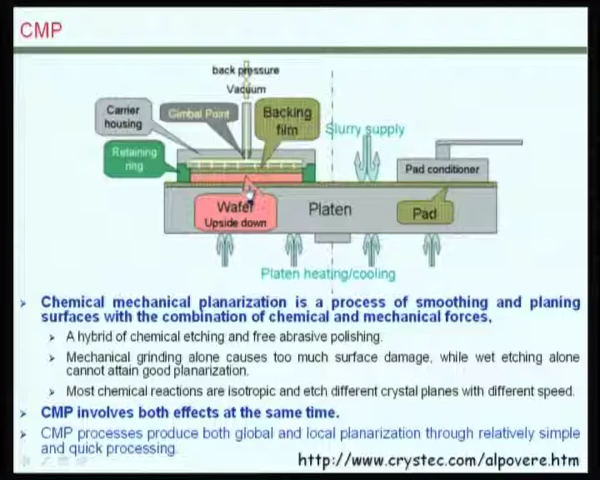 CMP
back pressure
Vacuum
Carrier
housing
Gimbal Point
Backing
film
Slurry supply
Retaining
ring
Pad conditioner
Wafer
Upside down
Platen
Pad
Platen heating/cooling
Chemical mechanical planarization is a process of smoothing and planing
surfaces with the combination of chemical and mechanical forces,
A hybrid of chemical etching and free abrasive polishing.
Mechanical grinding alone causes too much surface damage, while wet etching alone
cannot attain good planarization.
Most chemical reactions are isotropic and etch different crystal planes with different speed.
CMP involves both effects at the same time.
CMP processes produce both global and local planarization through relatively simple
and quick processing.
http://www.crystec.com/alpovere.htm